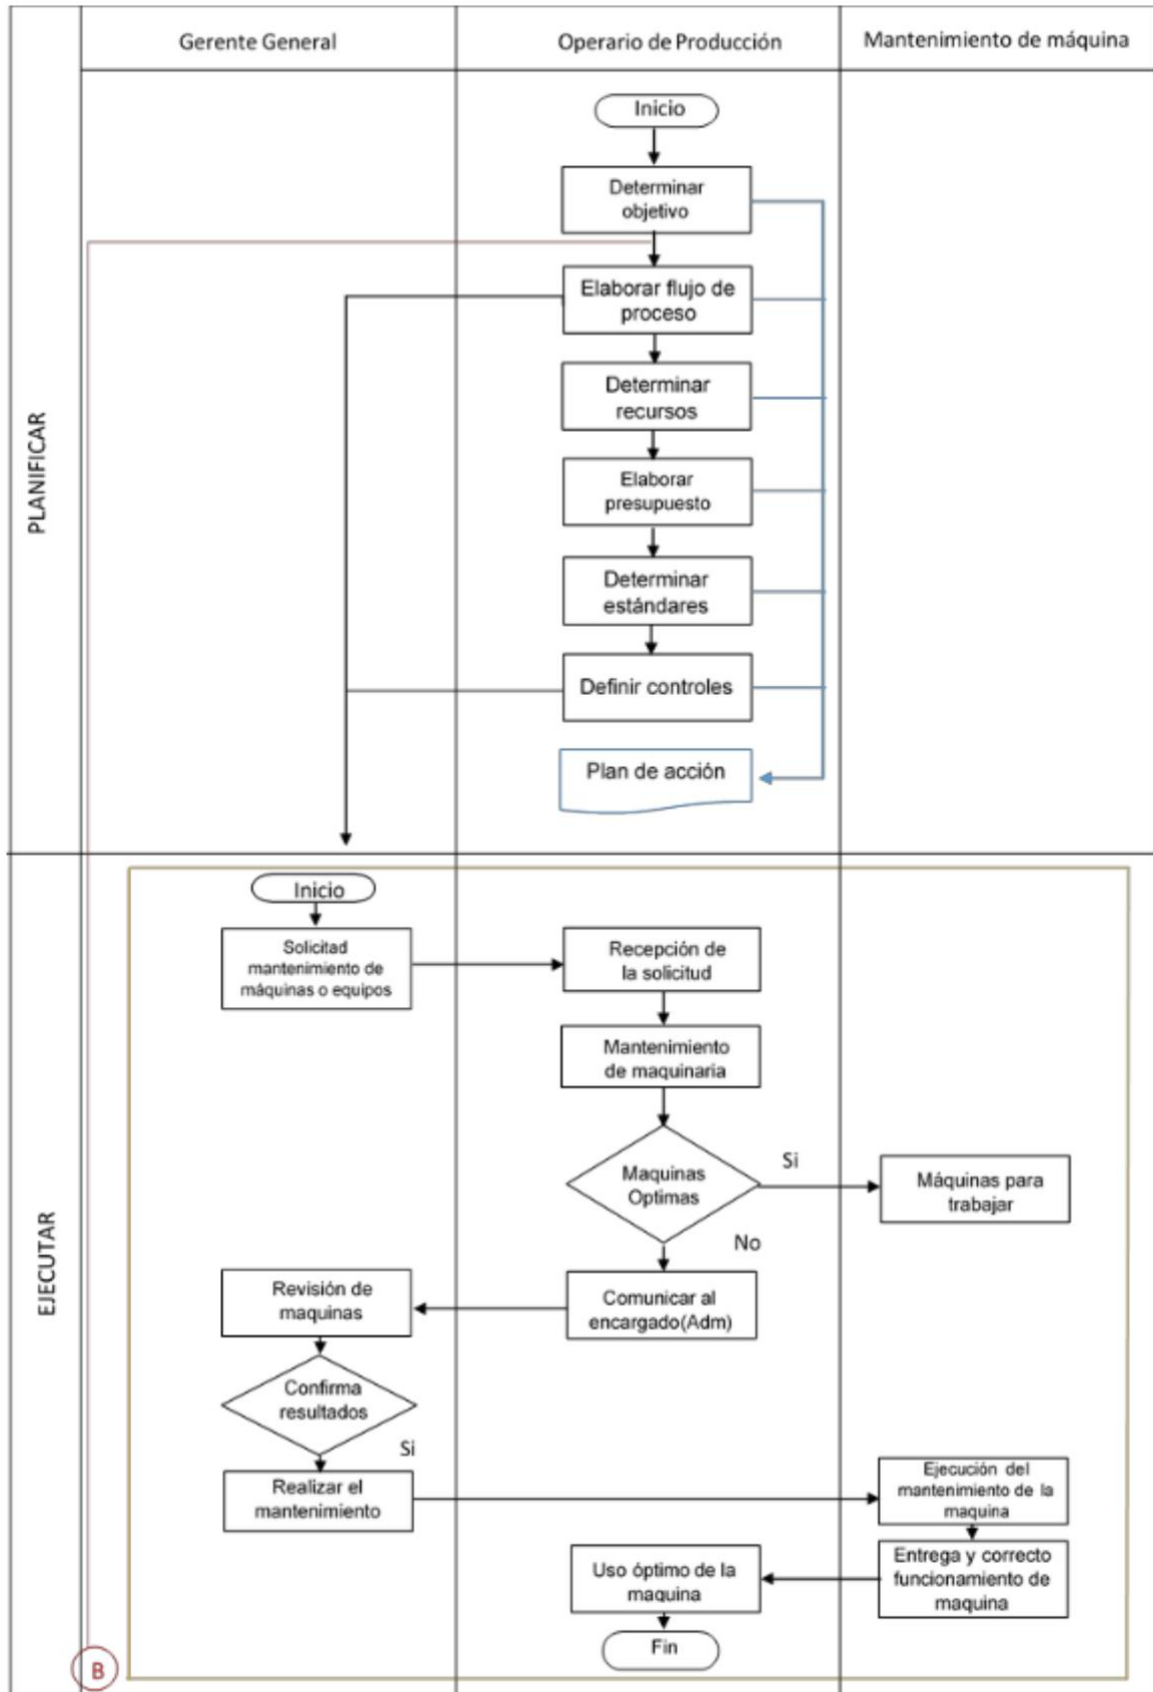 Gerente General
Operario de Producción
Mantenimiento de máquina
PLANIFICAR
Inicio
Determinar
objetivo
Elaborar flujo de
proceso
Determinar
recursos
Elaborar
presupuesto
Determinar
estándares
Definir controles
Plan de acción
EJECUTAR
Inicio
Solicitad
mantenimiento de
máquinas o equipos
Recepción de
la solicitud
Mantenimiento
de maquinaria
Maquinas
Optimas
Si
Máquinas para
trabajar
No
Comunicar al
encargado(Adm)
Revisión de
maquinas
Confirma
resultados
Si
Realizar el
mantenimiento
Ejecución del
mantenimiento de la
maquina
Entrega y correcto
funcionamiento de
maquina
Uso óptimo de la
maquina
Fin
B